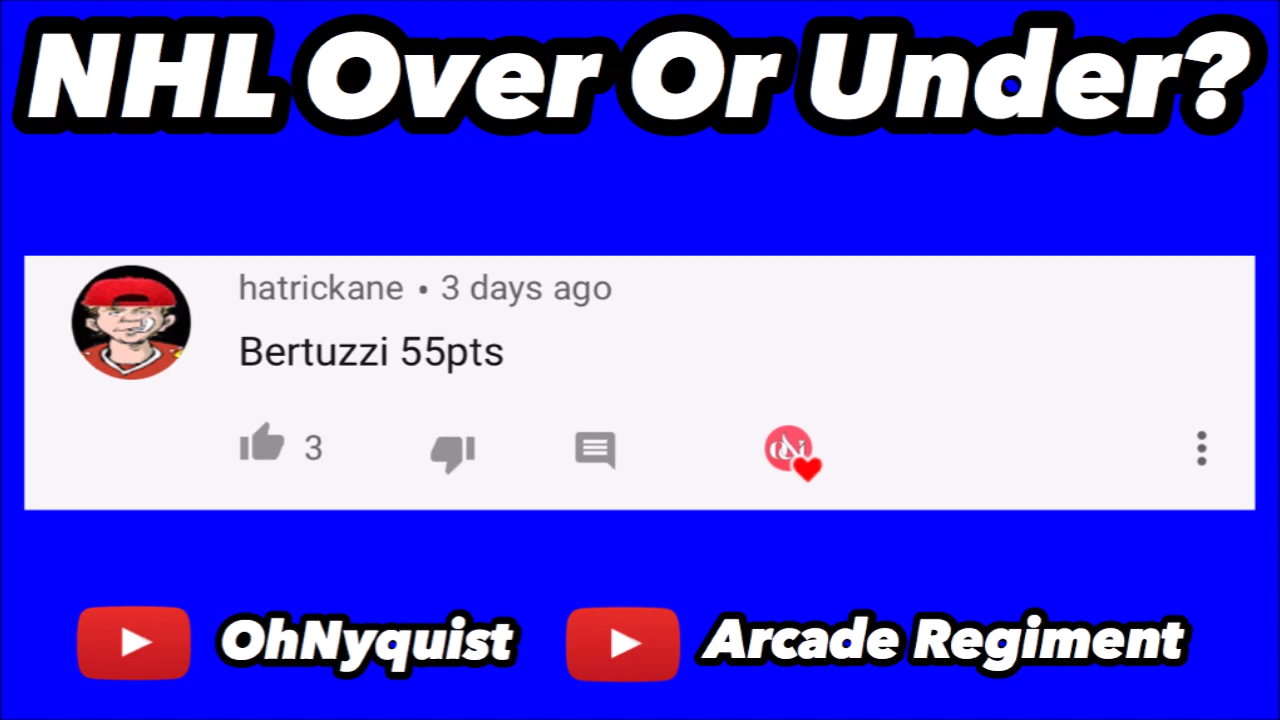 NHL Over Or Under?
hatrickane • 3 days ago
Bertuzzi 55pts
3
OhNyquist Arcade Regiment